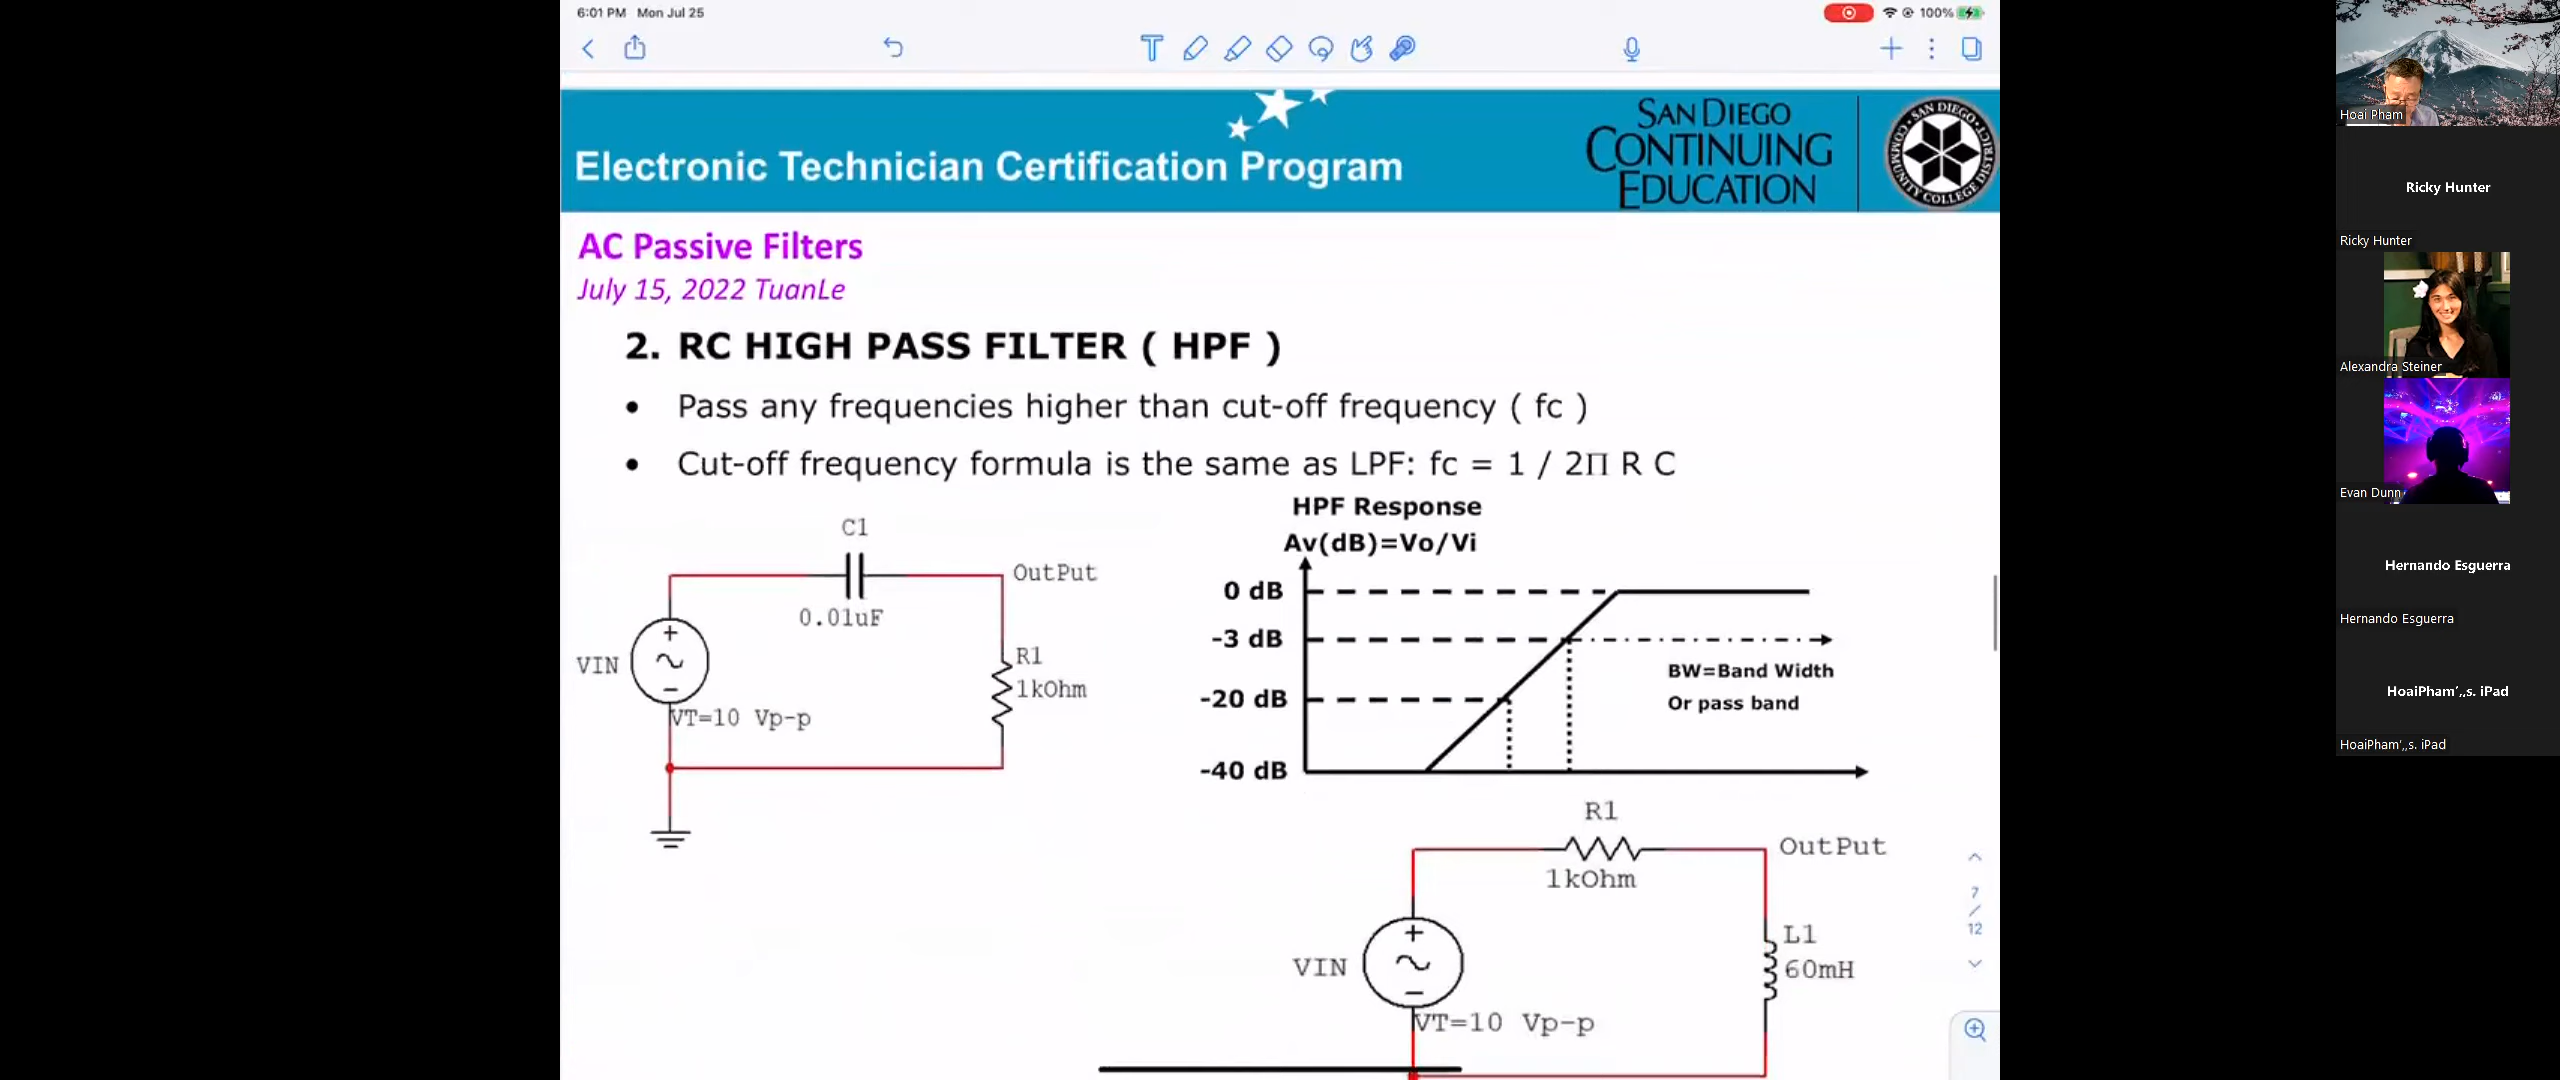 6:01 PM Mon Jul 25
100%
Electronic Technician Certification Program
SAN DIEGO
CONTINUING
EDUCATION
SAN DIEGO
COMMUNITY COLLEGE DISTRICT
AC Passive Filters
July 15, 2022 TuanLe
2. RC HIGH PASS FILTER ( HPF )
• Pass any frequencies higher than cut-off frequency ( fc )
• Cut-off frequency formula is the same as LPF: fc = 1 / 2Π R C
C1
0.01uF
OutPut
R1
1kOhm
VIN
VT=10 Vp-p
HPF Response
Av(dB)=Vo/Vi
0 dB
-3 dB
-20 dB
-40 dB
BW=Band Width
Or pass band
R1
1kOhm
OutPut
L1
60mH
VIN
VT=10 Vp-p
7
/
12
Hoai Pham
Ricky Hunter
Ricky Hunter
Alexandra Steiner
Evan Dunn
Hernando Esguerra
Hernando Esguerra
HoaiPham’,,s. iPad
HoaiPham’,,s. iPad